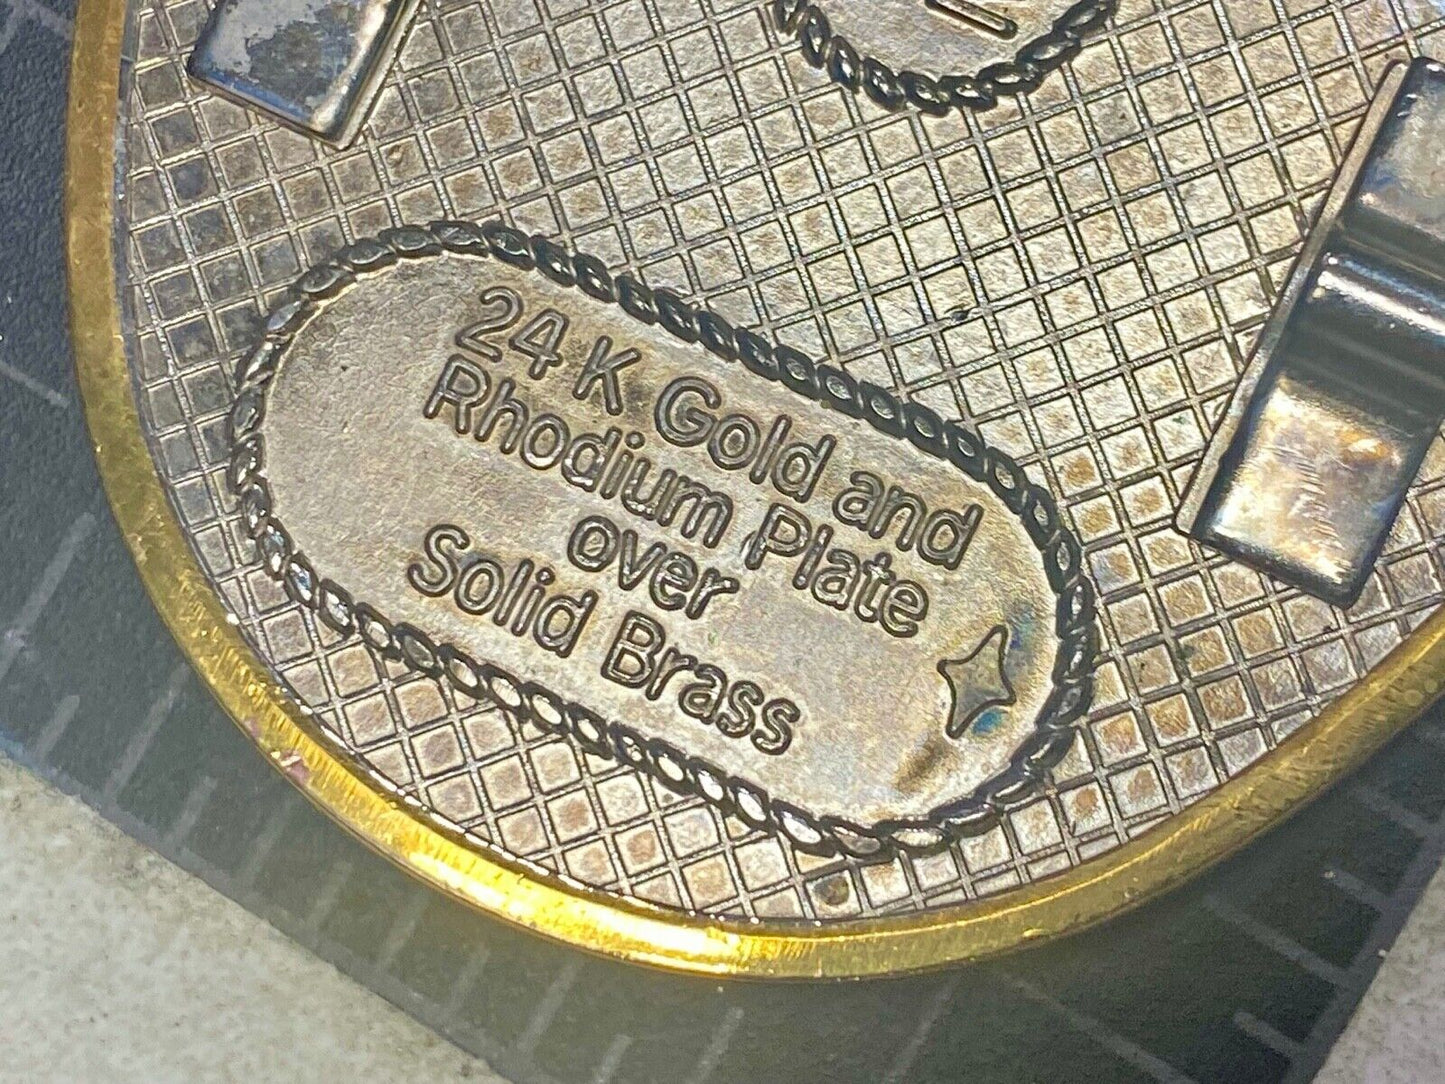 24 K Gold and
Rhodium Plate
over
Solid Brass